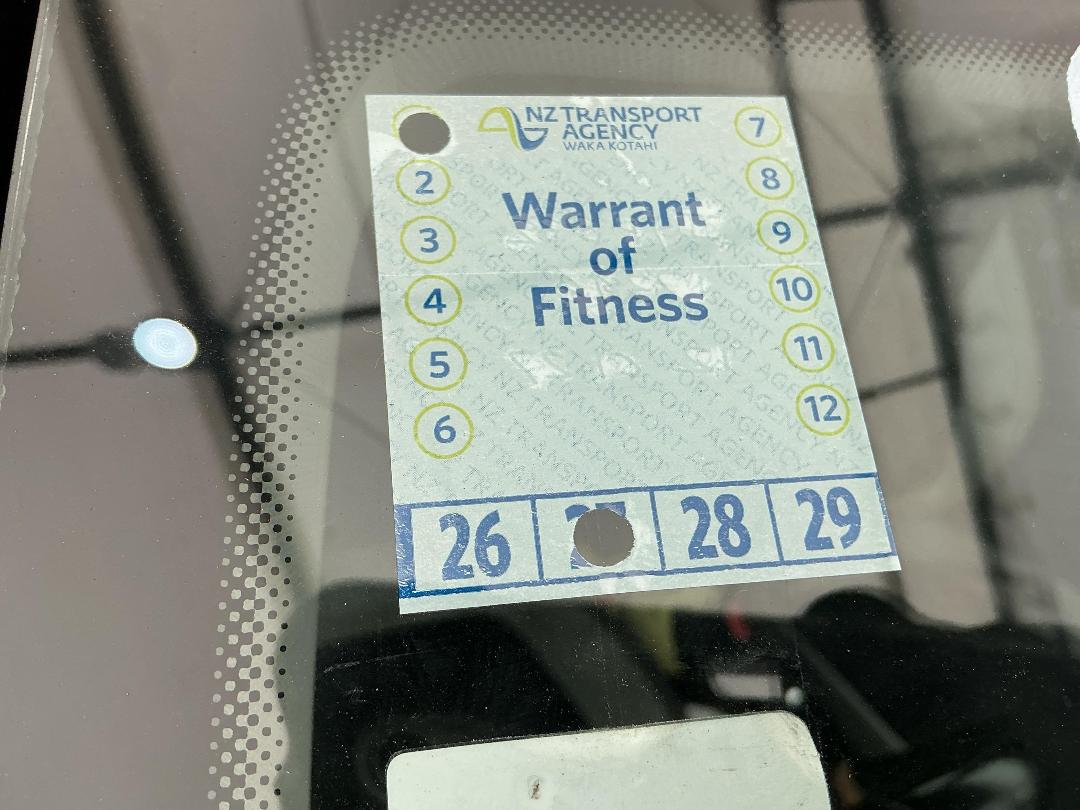 NZ TRANSPORT
AGENCY
WAKA KOTAHI
Warrant
of
Fitness
2
3
4
5
6
7
8
9
10
11
12
26 28 29